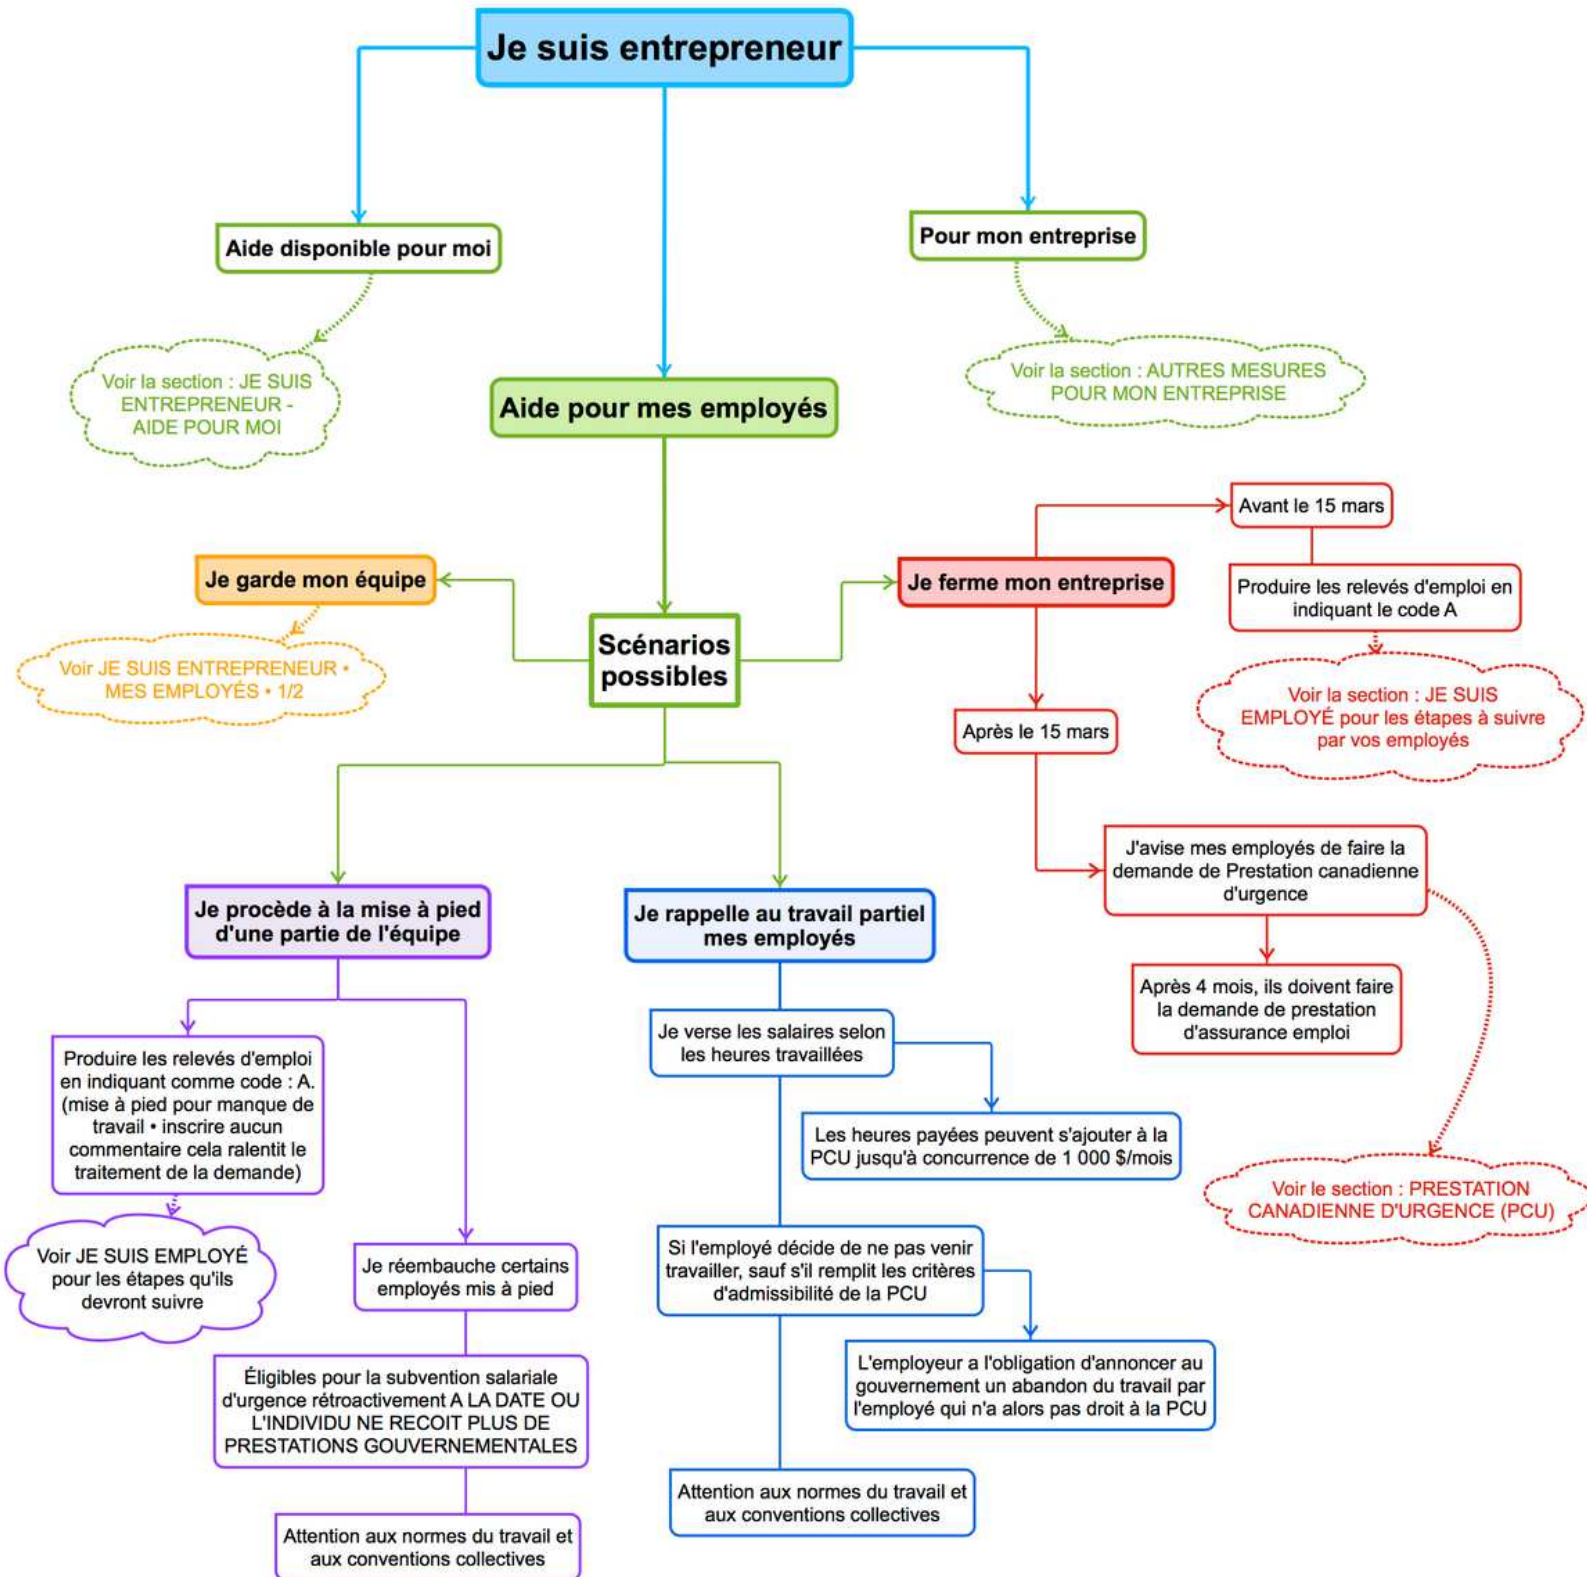 Je suis entrepreneur
Aide disponible pour moi
Pour mon entreprise
Voir la section : JE SUIS
ENTREPRENEUR -
AIDE POUR MOI
Voir la section : AUTRES MESURES
POUR MON ENTREPRISE
Aide pour mes employés
Avant le 15 mars
Je garde mon équipe
Je ferme mon entreprise
Produire les relevés d'emploi en
indiquant le code A
Scénarios
possibles
Voir JE SUIS ENTREPRENEUR •
MES EMPLOYÉS • 1/2
Voir la section : JE SUIS
EMPLOYÉ pour les étapes à suivre
par vos employés
Après le 15 mars
J'avise mes employés de faire la
demande de Prestation canadienne
d'urgence
Après 4 mois, ils doivent faire
la demande de prestation
d'assurance emploi
Voir le section : PRESTATION
CANADIENNE D'URGENCE (PCU)
Je procède à la mise à pied
d'une partie de l'équipe
Produire les relevés d'emploi
en indiquant comme code : A.
(mise à pied pour manque de
travail • inscrire aucun
commentaire cela ralentit le
traitement de la demande)
Voir JE SUIS EMPLOYÉ
pour les étapes qu'ils
devront suivre
Je réembauche certains
employés mis à pied
Éligibles pour la subvention salariale
d'urgence rétroactivement A LA DATE OU
L'INDIVIDU NE RECOIT PLUS DE
PRESTATIONS GOUVERNEMENTALES
Attention aux normes du travail et
aux conventions collectives
Je rappelle au travail partiel
mes employés
Je verse les salaires selon
les heures travaillées
Les heures payées peuvent s'ajouter à la
PCU jusqu'à concurrence de 1 000 $/mois
Si l'employé décide de ne pas venir
travailler, sauf s'il remplit les critères
d'admissibilité de la PCU
L'employeur a l'obligation d'annoncer au
gouvernement un abandon du travail par
l'employé qui n'a alors pas droit à la PCU
Attention aux normes du travail et
aux conventions collectives